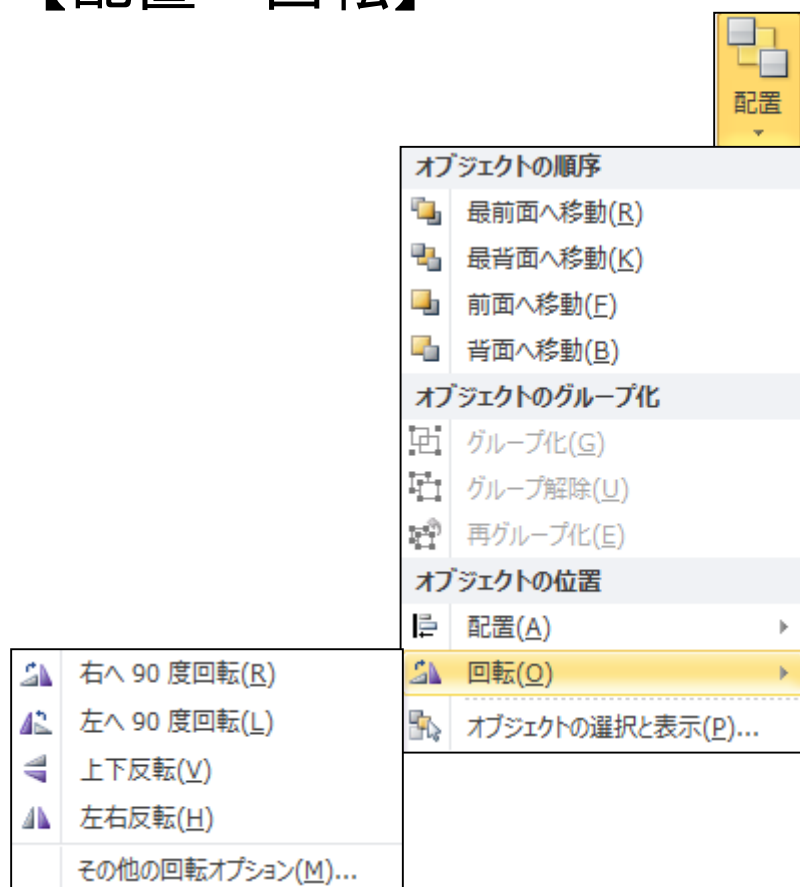 【配置 回転】
配置
オブジェクトの順序
最前面へ移動(R)
最背面へ移動(K)
前面へ移動(F)
背面へ移動(B)
オブジェクトのグループ化
グループ化(G)
グループ解除(U)
再グループ化(E)
オブジェクトの位置
配置(A)
回転(O)
オブジェクトの選択と表示(P)...
右へ 90 度回転(R)
左へ 90 度回転(L)
上下反転(V)
左右反転(H)
その他の回転オプション(M)...